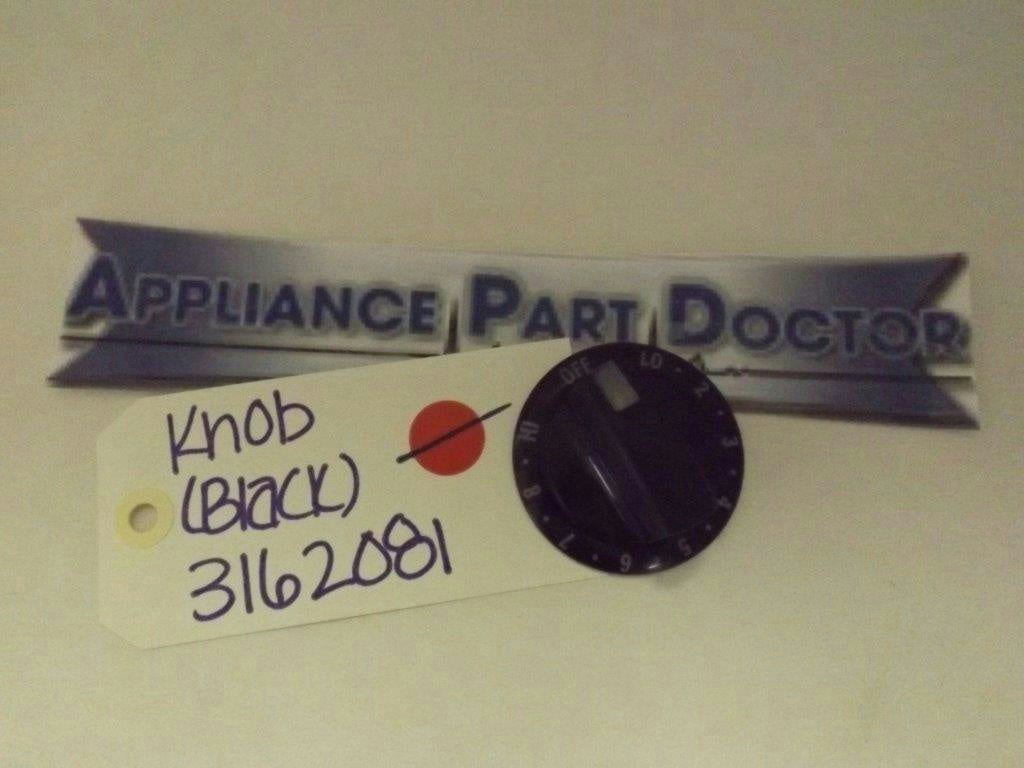 APPLIANCE PART DOCTOR
Knob
(Black)
3162081
OFF
LO
2
3
4
5
6
7
8
HI